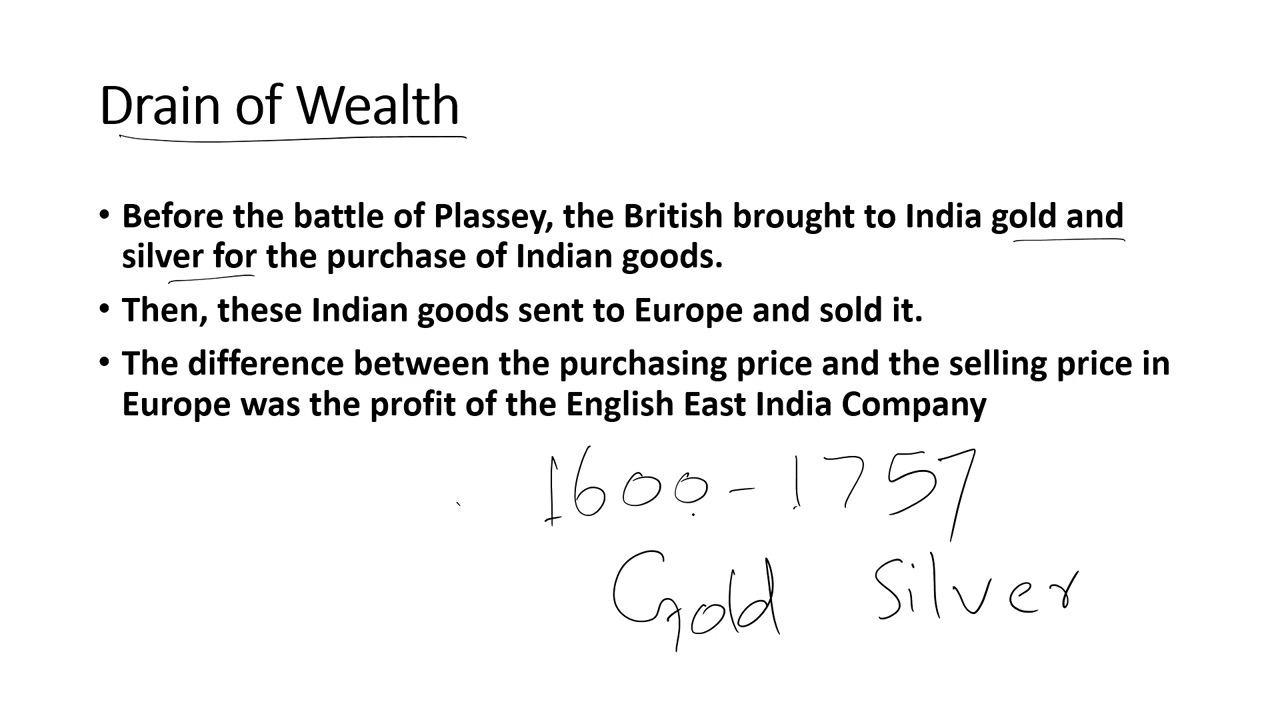 Drain of Wealth
• Before the battle of Plassey, the British brought to India gold and
silver for the purchase of Indian goods.
• Then, these Indian goods sent to Europe and sold it.
• The difference between the purchasing price and the selling price in
Europe was the profit of the English East India Company
1600-1757
Gold Silver